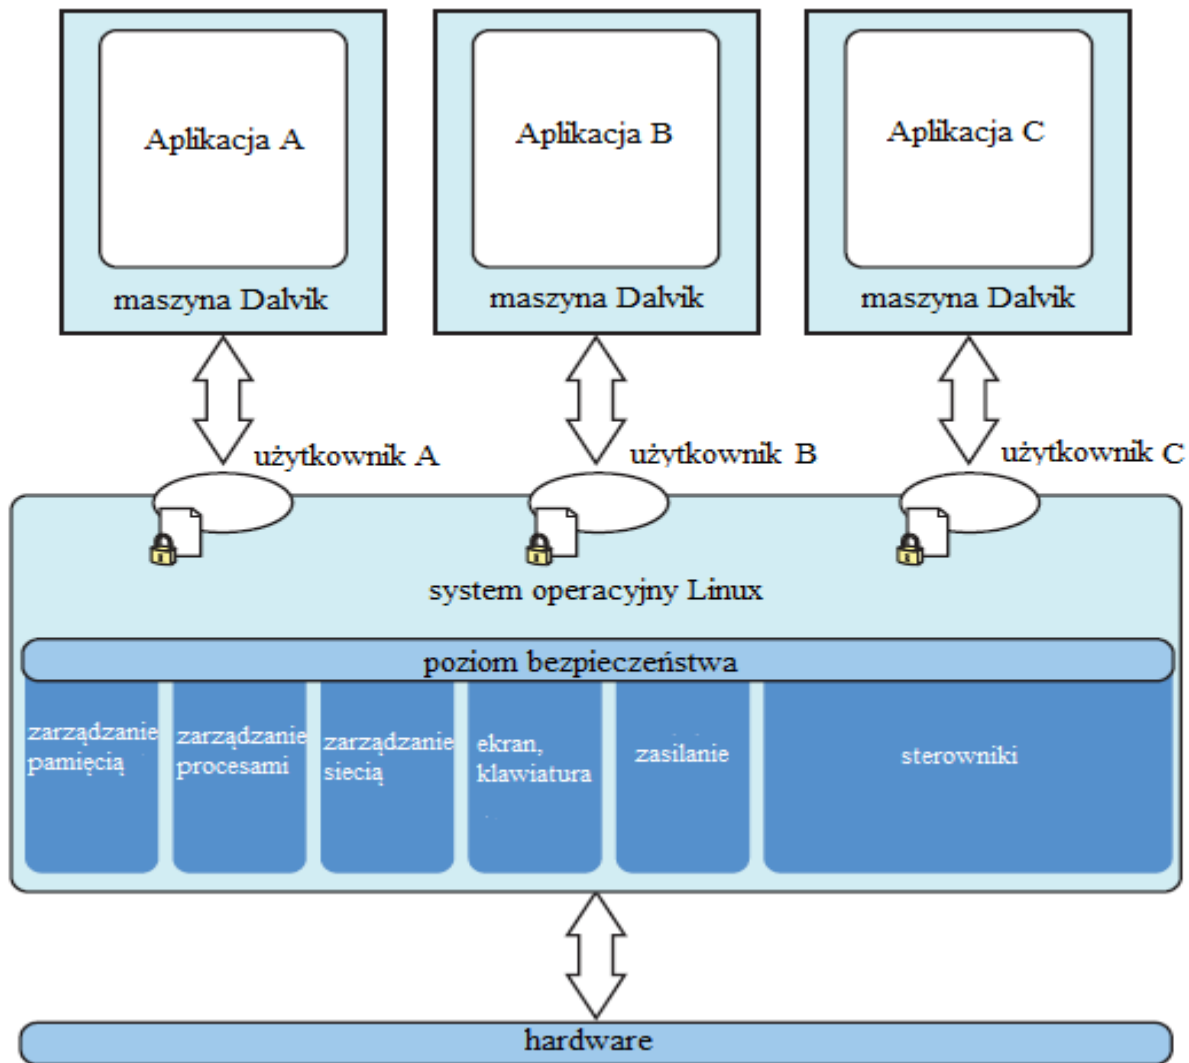 Aplikacja A
Aplikacja B
Aplikacja C
maszyna Dalvik
maszyna Dalvik
maszyna Dalvik
użytkownik A
użytkownik B
użytkownik C
system operacyjny Linux
poziom bezpieczeństwa
zarządzanie
pamięcią
zarządzanie
procesami
zarządzanie
siecią
ekran,
klawiatura
zasilanie
sterowniki
hardware